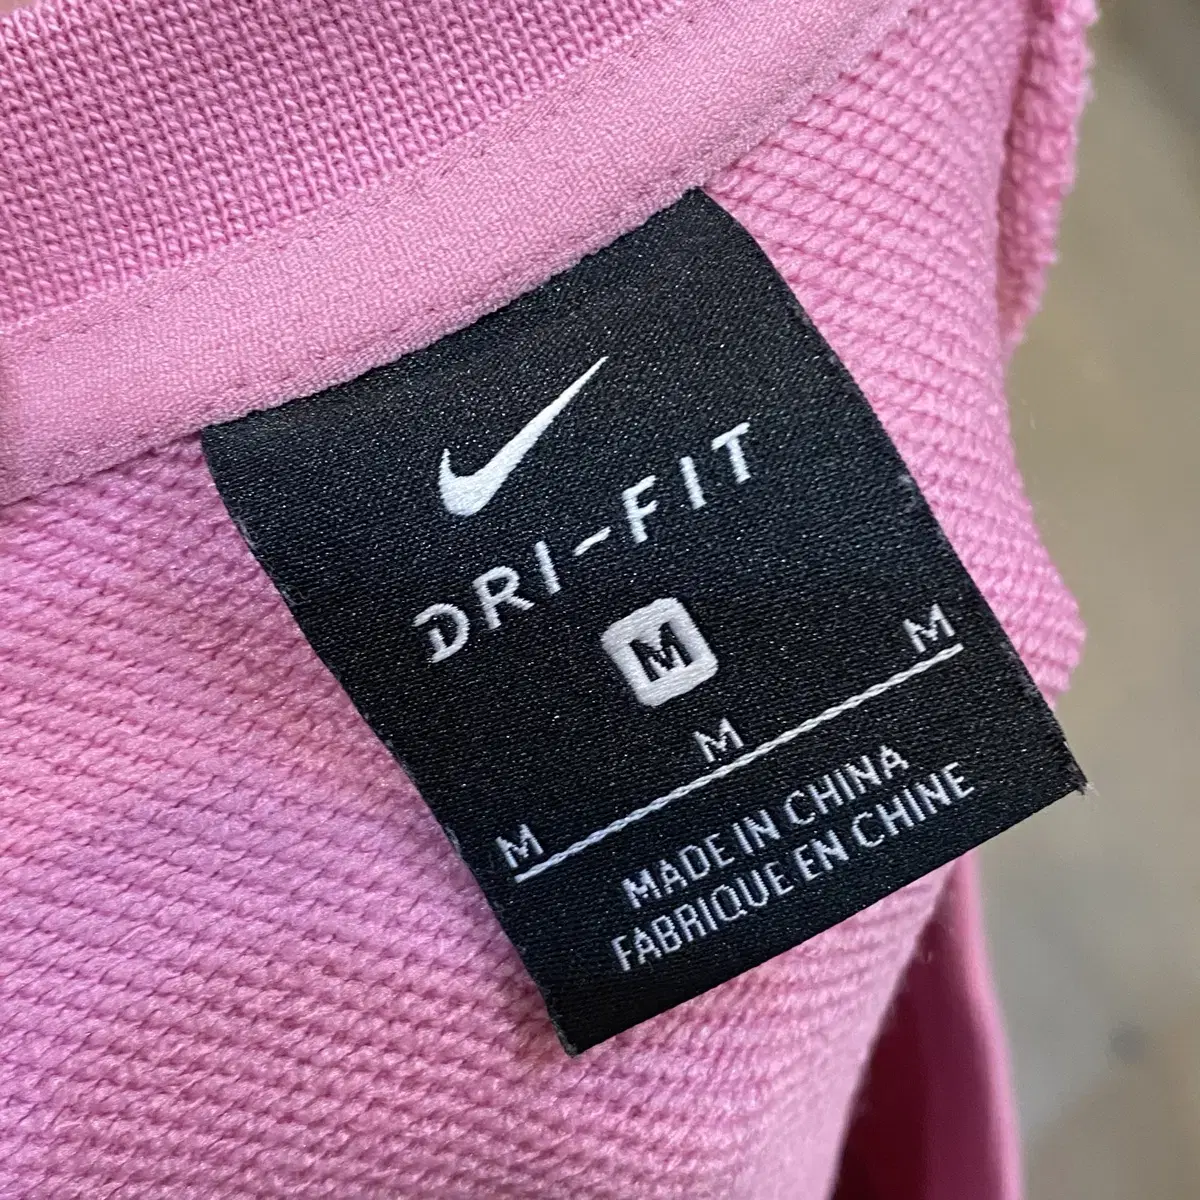 DRI-FIT
M
M M M
MADE IN CHINA
FABRIQUE EN CHINE